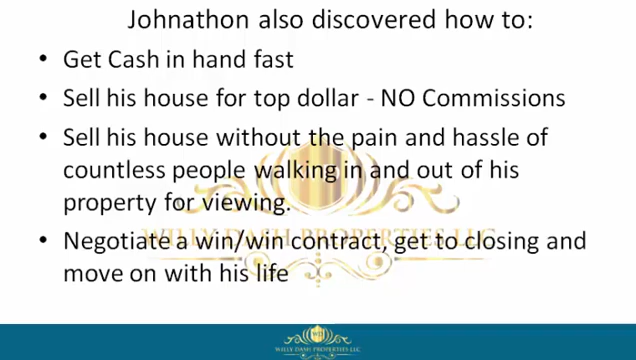 Johnathon also discovered how to:
• Get Cash in hand fast
• Sell his house for top dollar - NO Commissions
• Sell his house without the pain and hassle of
countless people walking in and out of his
property for viewing.
• Negotiate a win/win contract, get to closing and
move on with his life
WILLY DASH PROPERTIES LLC
WILLY DASH PROPERTIES LLC